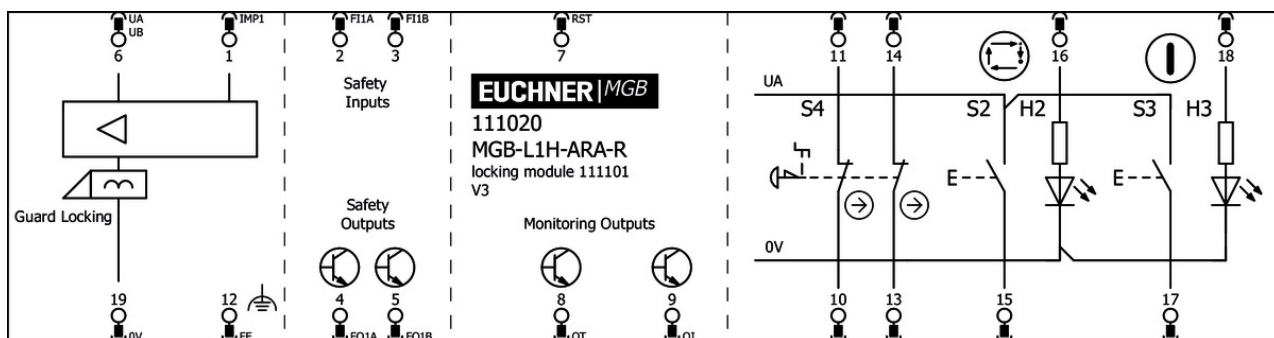 UA
UB
IMP1
FI1A
FI1B
RST
6
1
2
3
7
11
14
16
18
Safety
Inputs
EUCHNER|MGB
111020
MGB-L1H-ARA-R
locking module 111101
V3
UA
S4
S2
H2
S3
H3
E
E
Guard Locking
Safety
Outputs
Monitoring Outputs
0V
19
12
4
5
8
9
10
13
15
17
0V
FE
FO1A
FO1B
OT
OI